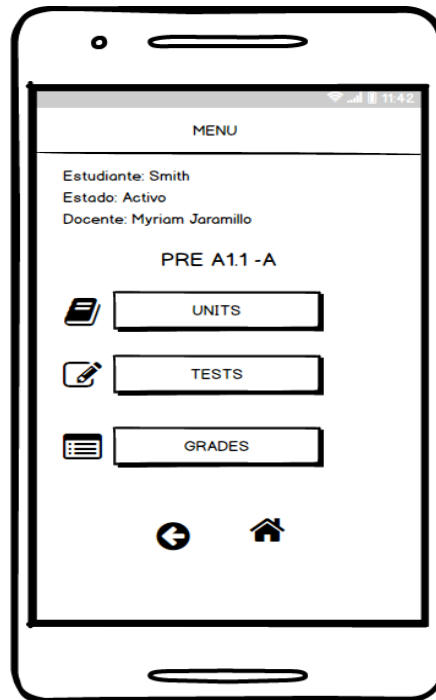 11:42
MENU
Estudiante: Smith
Estado: Activo
Docente: Myriam Jaramillo
PRE A1.1 -A
UNITS
TESTS
GRADES